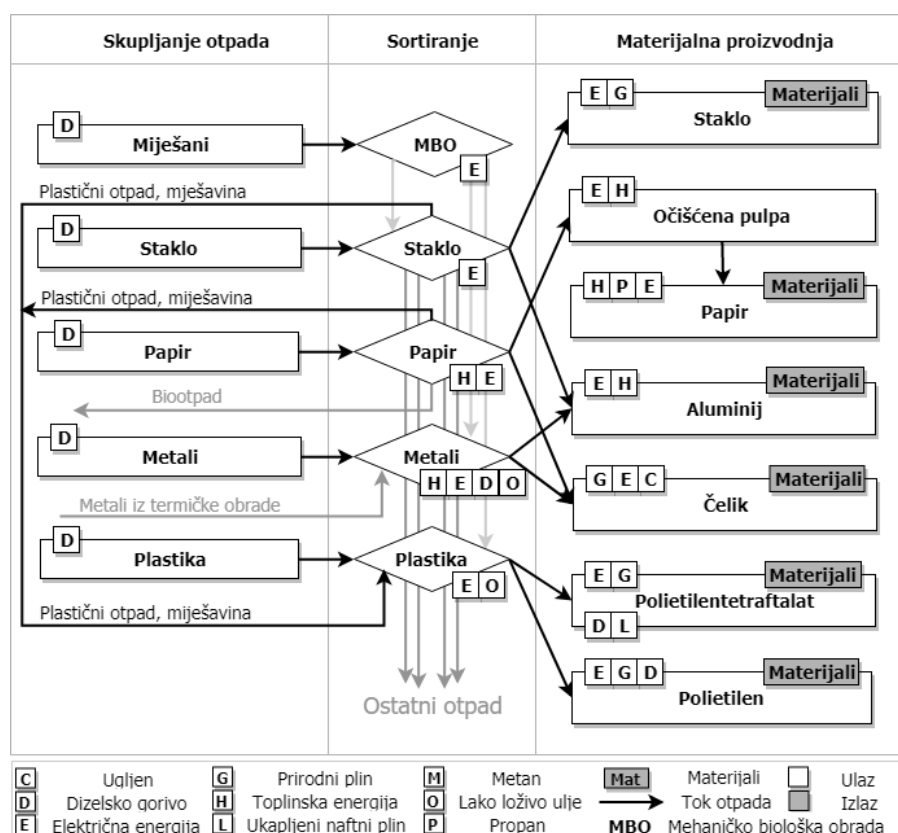 Skupljanje otpada
Sortiranje
Materijalna proizvodnja
D
Miješani
MBO
E
E G
Materijali
Staklo
Plastični otpad, mješavina
D
Staklo
Staklo
E
E H
Očišćena pulpa
Plastični otpad, miješavina
D
Papir
Papir
H E
H P E
Materijali
Papir
Biootpad
E H
Materijali
Aluminij
D
Metali
Metali
H E D O
G E C
Materijali
Čelik
Metali iz termičke obrade
D
Plastika
Plastika
E O
E G
Materijali
Polietilentetraftalat
D L
Plastični otpad, miješavina
E G D
Materijali
Polietilen
Ostatni otpad
C Ugljen G Prirodni plin M Metan Mat Materijali Ulaz
D Dizelsko gorivo H Toplinska energija O Lako loživo ulje Tok otpada Izlaz
E Električna energija L Ukapljeni naftni plin P Propan MBO Mehaničko biološka obrada